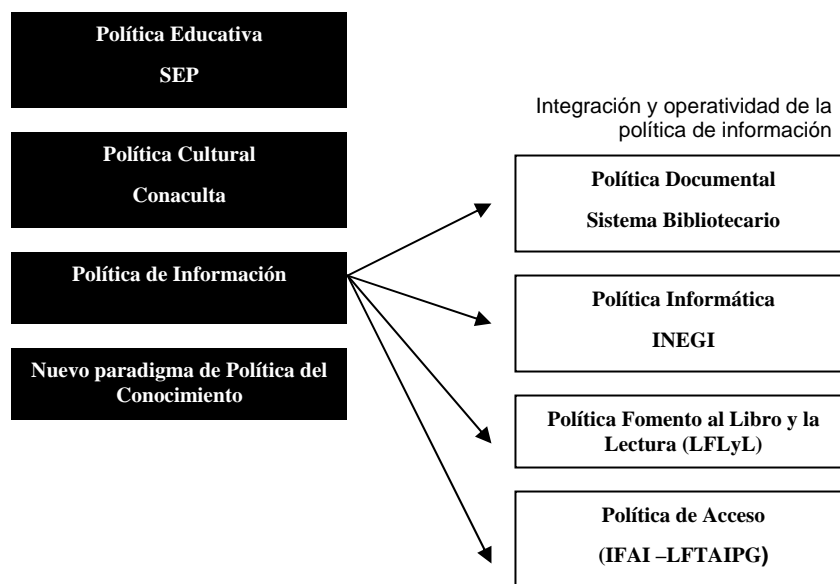 Política Educativa
SEP
Política Cultural
Conaculta
Política de Información
Nuevo paradigma de Política del
Conocimiento
Integración y operatividad de la
política de información
Política Documental
Sistema Bibliotecario
Política Informática
INEGI
Política Fomento al Libro y la
Lectura (LFLyL)
Política de Acceso
(IFAI –LFTAIPG)